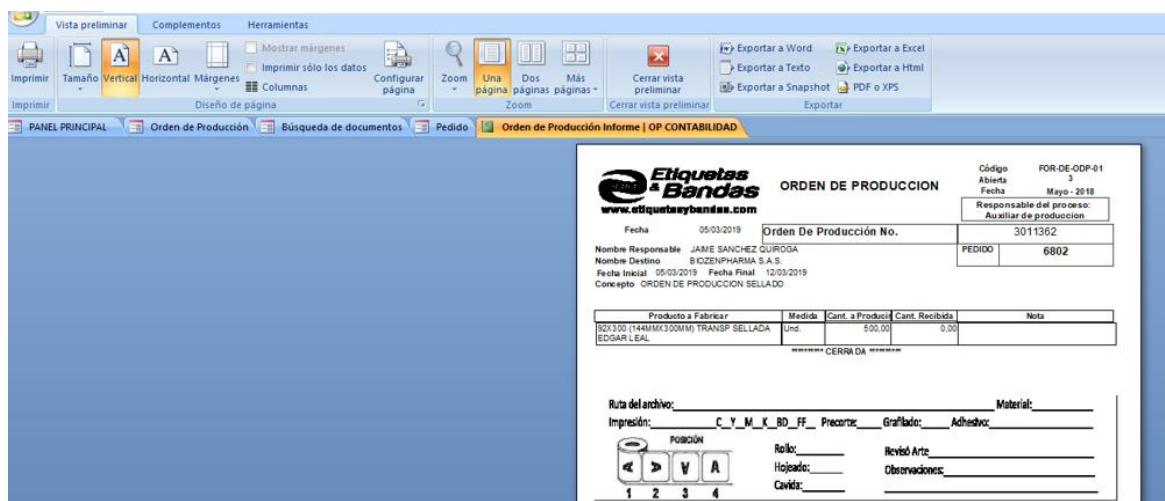 Vista preliminar Complementos Herramientas
Imprimir Tamaño Vertical Horizontal Márgenes Mostrar márgenes Imprimir sólo los datos Columnas Configurar página Zoom Una página Dos páginas Más páginas Cerrar vista preliminar Exportar a Word Exportar a Excel
Exportar a Texto Exportar a Html
Exportar a Snapshot PDF o XPS
Imprimir Diseño de página Zoom Cerrar vista preliminar Exportar
PANEL PRINCIPAL Orden de Producción Búsqueda de documentos Pedido Orden de Producción Informe | OP CONTABILIDAD
Etiquetas & Bandas
www.etiquetasybandas.com
ORDEN DE PRODUCCION
Código FOR-DE-ODP-01
Abierta 3
Fecha Mayo - 2018
Responsable del proceso:
Auxiliar de produccion
Fecha 05/03/2019 Orden De Producción No. 3011362
Nombre Responsable JAIME SANCHEZ QUIROGA PEDIDO 6802
Nombre Destino BIOZENPHARMA S.A.S.
Fecha Inicial 05/03/2019 Fecha Final 12/03/2019
Concepto ORDEN DE PRODUCCION SELLADO
Producto a Fabricar Medida Cant. a Producir Cant. Recibida Nota
92X300 (144MMX300MM) TRANSP SELLADA Und. 500,00 0,00
EDGAR LEAL
********* CERRADA *********
Ruta del archivo: Material:
Impresión: C_Y_M_K_BD_FF_ Precorte: Grafilado: Adhesivo:
POSICIÓN
Rollo: Revisó Arte
A A A A Hojeado: Observaciones:
Cavida:
1 2 3 4